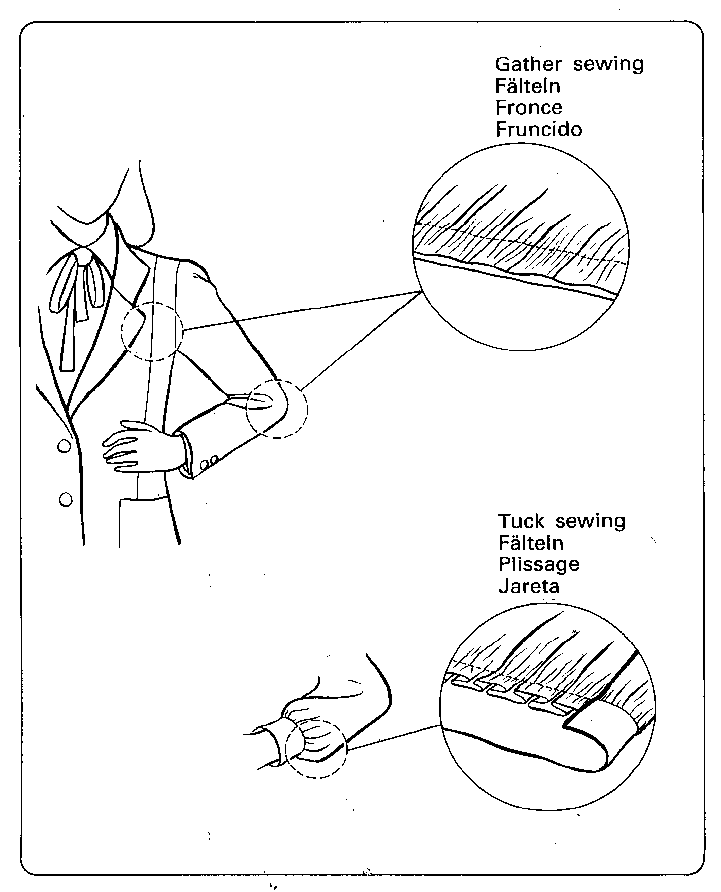 Gather sewing
Fälteln
Fronce
Fruncido
Tuck sewing
Fälteln
Plissage
Jareta